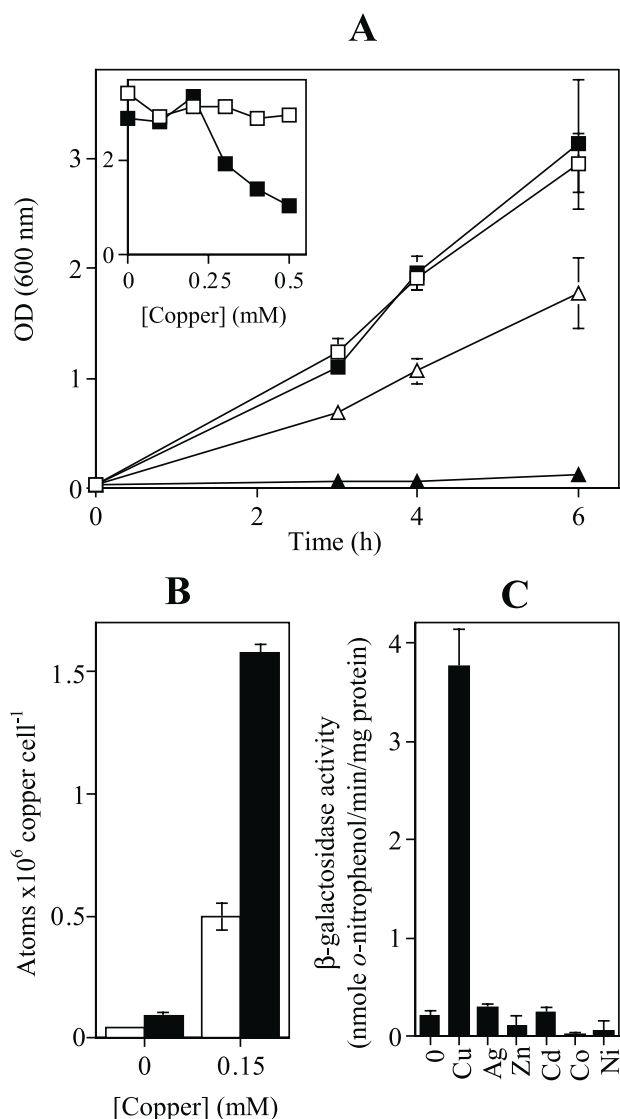 A
OD (600 nm)
3
2
1
0
2
0
0
0.25
0.5
[Copper] (mM)
0
2
4
6
Time (h)
B
Atoms x10⁶ copper cell⁻¹
1.5
1
0.5
0
0
0.15
[Copper] (mM)
C
β-galactosidase activity
(nmole o-nitrophenol/min/mg protein)
4
3
2
1
0
0
Cu
Ag
Zn
Cd
Co
Ni